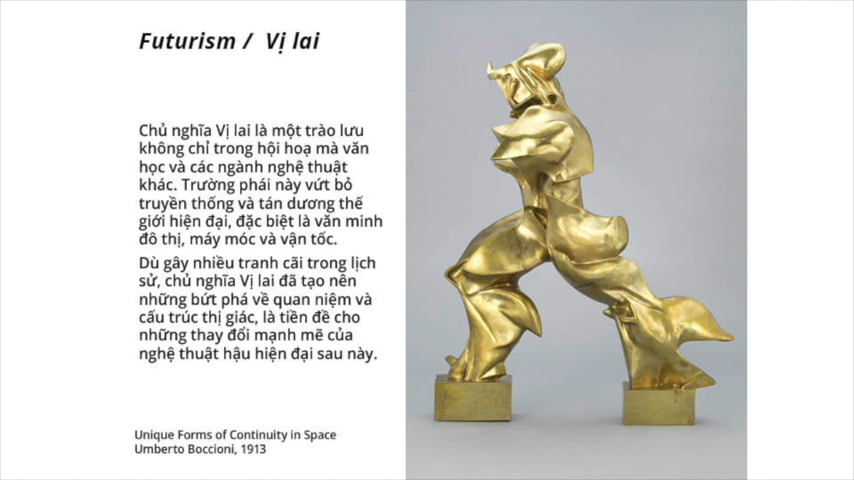 Futurism / Vị lai
Chủ nghĩa Vị lai là một trào lưu
không chỉ trong hội hoạ mà văn
học và các ngành nghệ thuật
khác. Trường phái này vứt bỏ
truyền thống và tán dương thế
giới hiện đại, đặc biệt là văn minh
đô thị, máy móc và vận tốc.
Dù gây nhiều tranh cãi trong lịch
sử, chủ nghĩa Vị lai đã tạo nên
những bứt phá về quan niệm và
cấu trúc thị giác, là tiền đề cho
những thay đổi mạnh mẽ của
nghệ thuật hậu hiện đại sau này.
Unique Forms of Continuity in Space
Umberto Boccioni, 1913